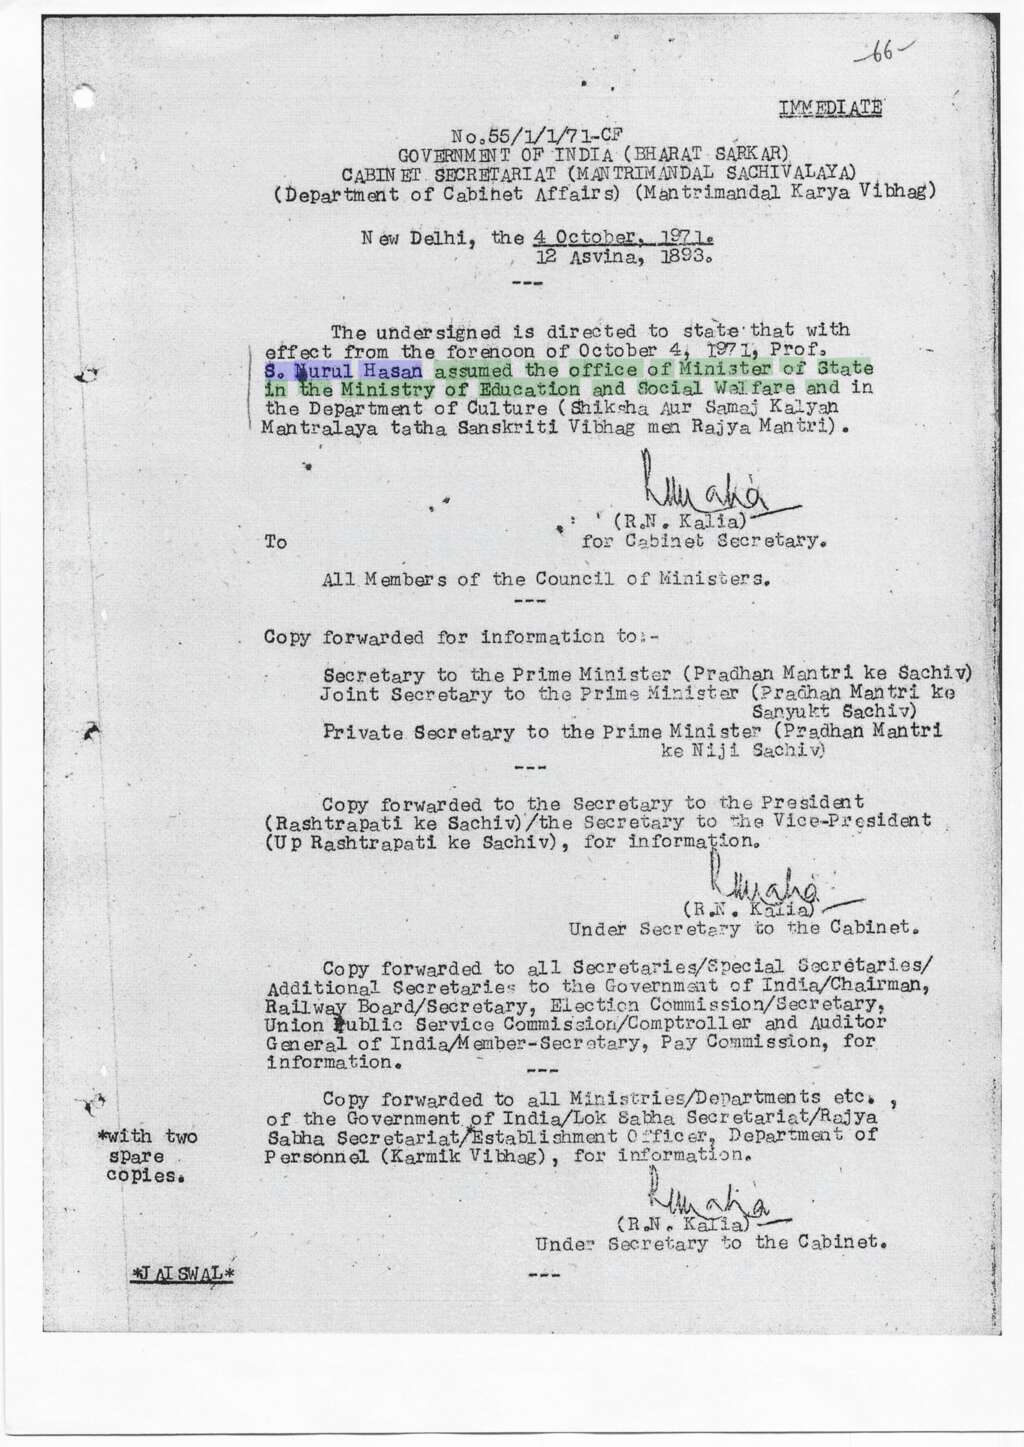 -66-
IMMEDIATE
No.55/1/1/71-CF
GOVERNMENT OF INDIA (BHARAT SARKAR)
CABINET SECRETARIAT (MANTRIMANDAL SACHIVALAYA)
(Department of Cabinet Affairs) (Mantrimandal Karya Vibhag)
New Delhi, the 4 October, 1971.
12 Asvina, 1893.
---
The undersigned is directed to state that with
effect from the forenoon of October 4, 1971, Prof.
S. Nurul Hasan assumed the office of Minister of State
in the Ministry of Education and Social Welfare and in
the Department of Culture (Shiksha Aur Samaj Kalyan
Mantralaya tatha Sanskriti Vibhag men Rajya Mantri).
(R.N. Kalia)
for Cabinet Secretary.
To
All Members of the Council of Ministers.
---
Copy forwarded for information to:-
Secretary to the Prime Minister (Pradhan Mantri ke Sachiv)
Joint Secretary to the Prime Minister (Pradhan Mantri ke
Sanyukt Sachiv)
Private Secretary to the Prime Minister (Pradhan Mantri
ke Niji Sachiv)
---
Copy forwarded to the Secretary to the President
(Rashtrapati ke Sachiv)/the Secretary to the Vice-President
(Up Rashtrapati ke Sachiv), for information.
(R.N. Kalia)
Under Secretary to the Cabinet.
Copy forwarded to all Secretaries/Special Secretaries/
Additional Secretaries to the Government of India/Chairman,
Railway Board/Secretary, Election Commission/Secretary,
Union Public Service Commission/Comptroller and Auditor
General of India/Member-Secretary, Pay Commission, for
information.
---
Copy forwarded to all Ministries/Departments etc.,
of the Government of India/Lok Sabha Secretariat/Rajya
Sabha Secretariat/*Establishment Officer, Department of
Personnel (Karmik Vibhag), for information.
*with two
spare
copies.
(R.N. Kalia)
Under Secretary to the Cabinet.
*JAISWAL*
---